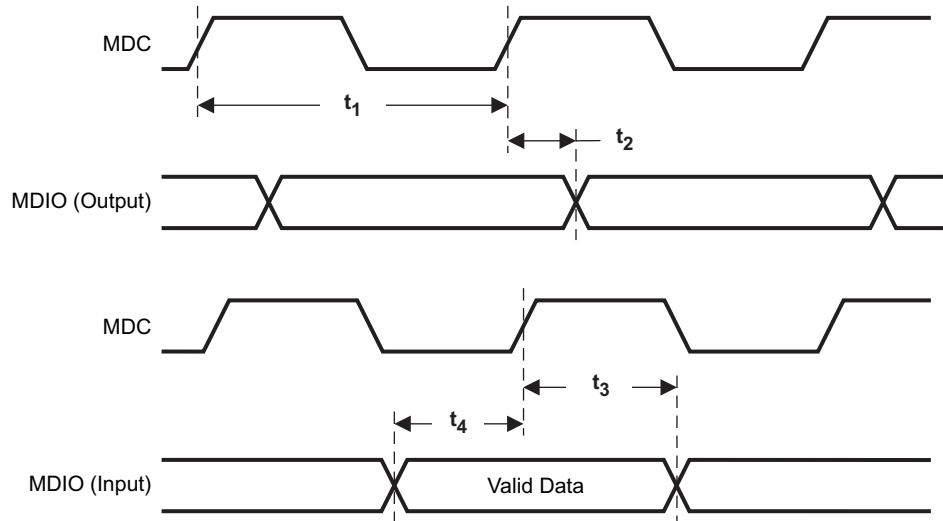 MDC
t1
t2
MDIO (Output)
MDC
t3
t4
MDIO (Input)
Valid Data